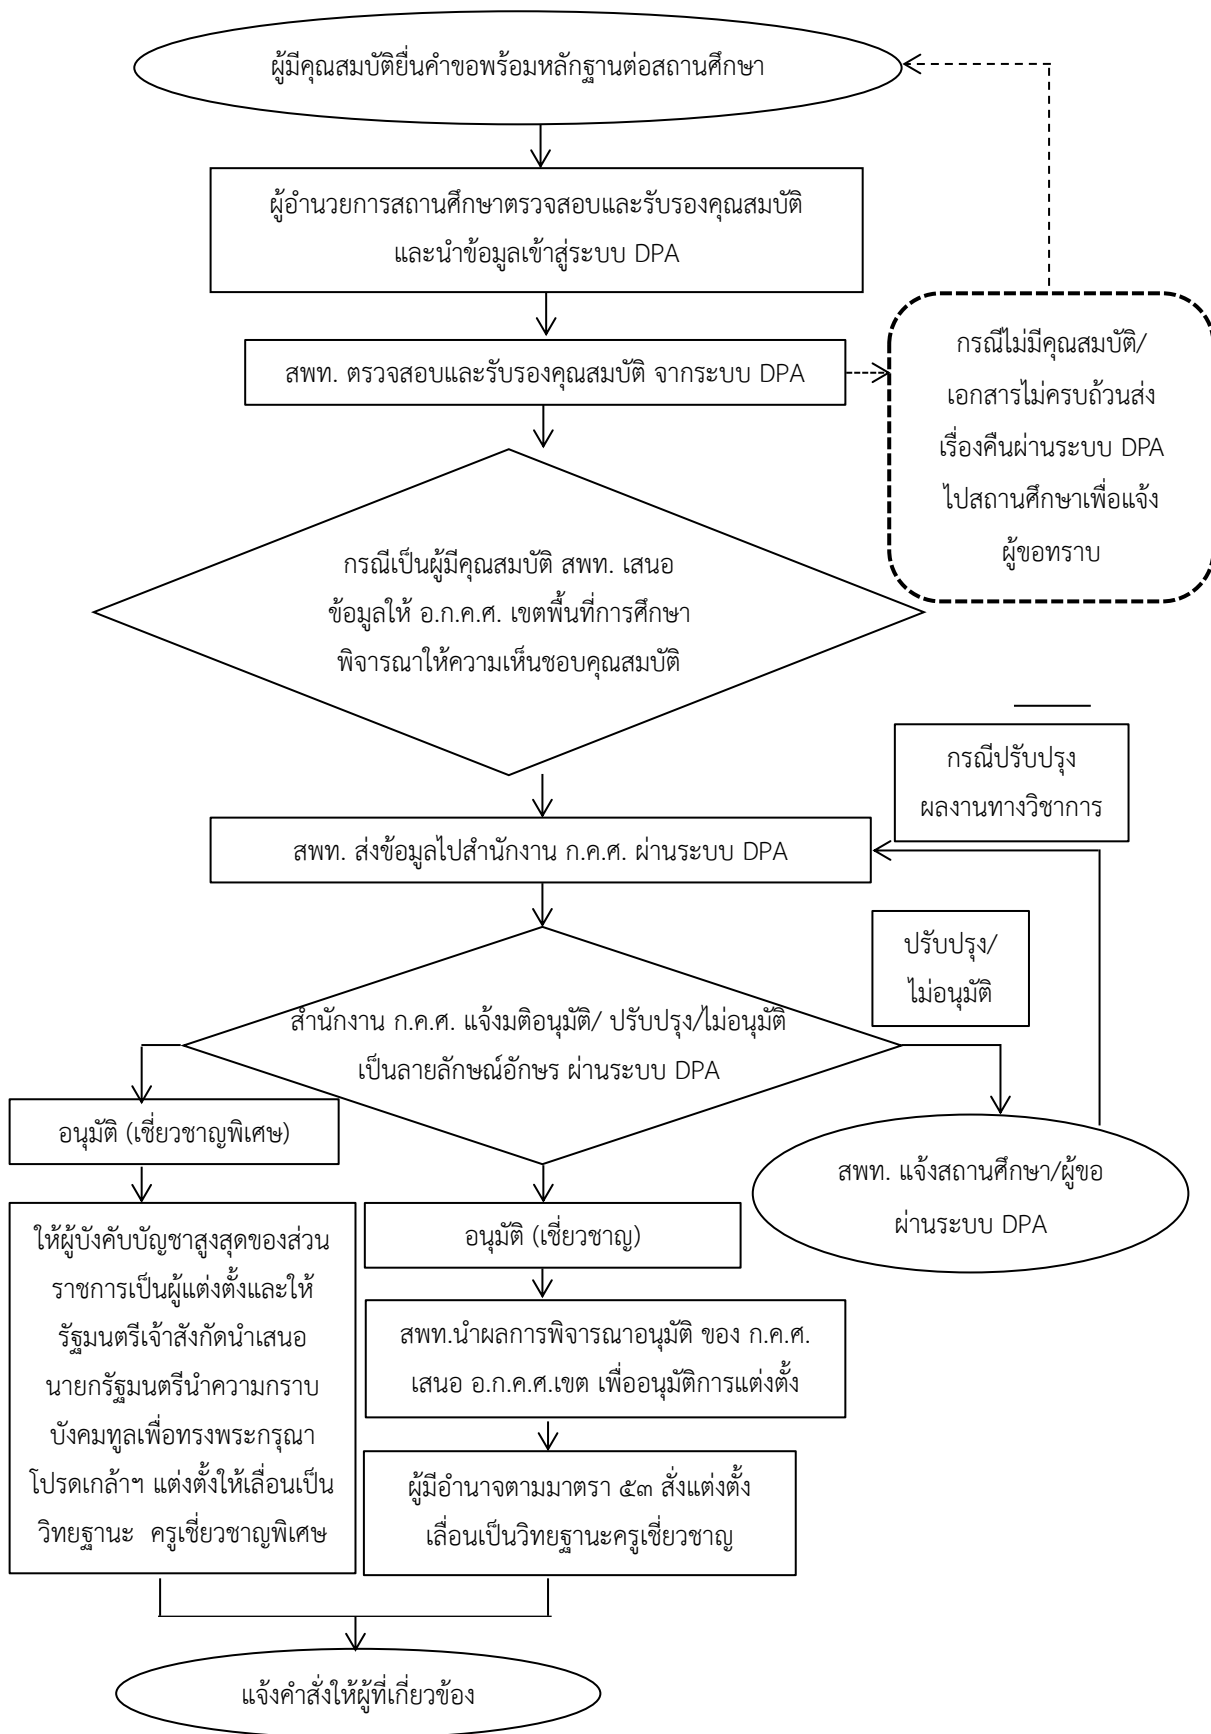 ผู้มีคุณสมบัติยื่นคำขอพร้อมหลักฐานต่อสถานศึกษา
ผู้อำนวยการสถานศึกษาตรวจสอบและรับรองคุณสมบัติ
และนำข้อมูลเข้าสู่ระบบ DPA
สพท. ตรวจสอบและรับรองคุณสมบัติ จากระบบ DPA
กรณีไม่มีคุณสมบัติ/
เอกสารไม่ครบถ้วนส่ง
เรื่องคืนผ่านระบบ DPA
ไปสถานศึกษาเพื่อแจ้ง
ผู้ขอทราบ
กรณีเป็นผู้มีคุณสมบัติ สพท. เสนอ
ข้อมูลให้ อ.ก.ค.ศ. เขตพื้นที่การศึกษา
พิจารณาให้ความเห็นชอบคุณสมบัติ
กรณีปรับปรุง
ผลงานทางวิชาการ
สพท. ส่งข้อมูลไปสำนักงาน ก.ค.ศ. ผ่านระบบ DPA
ปรับปรุง/
ไม่อนุมัติ
สำนักงาน ก.ค.ศ. แจ้งมติอนุมัติ/ ปรับปรุง/ไม่อนุมัติ
เป็นลายลักษณ์อักษร ผ่านระบบ DPA
อนุมัติ (เชี่ยวชาญพิเศษ)
สพท. แจ้งสถานศึกษา/ผู้ขอ
ผ่านระบบ DPA
ให้ผู้บังคับบัญชาสูงสุดของส่วน
ราชการเป็นผู้แต่งตั้งและให้
รัฐมนตรีเจ้าสังกัดนำเสนอ
นายกรัฐมนตรีนำความกราบ
บังคมทูลเพื่อทรงพระกรุณา
โปรดเกล้าฯ แต่งตั้งให้เลื่อนเป็น
วิทยฐานะ ครูเชี่ยวชาญพิเศษ
อนุมัติ (เชี่ยวชาญ)
สพท.นำผลการพิจารณาอนุมัติ ของ ก.ค.ศ.
เสนอ อ.ก.ค.ศ.เขต เพื่ออนุมัติการแต่งตั้ง
ผู้มีอำนาจตามมาตรา ๕๓ สั่งแต่งตั้ง
เลื่อนเป็นวิทยฐานะครูเชี่ยวชาญ
แจ้งคำสั่งให้ผู้ที่เกี่ยวข้อง